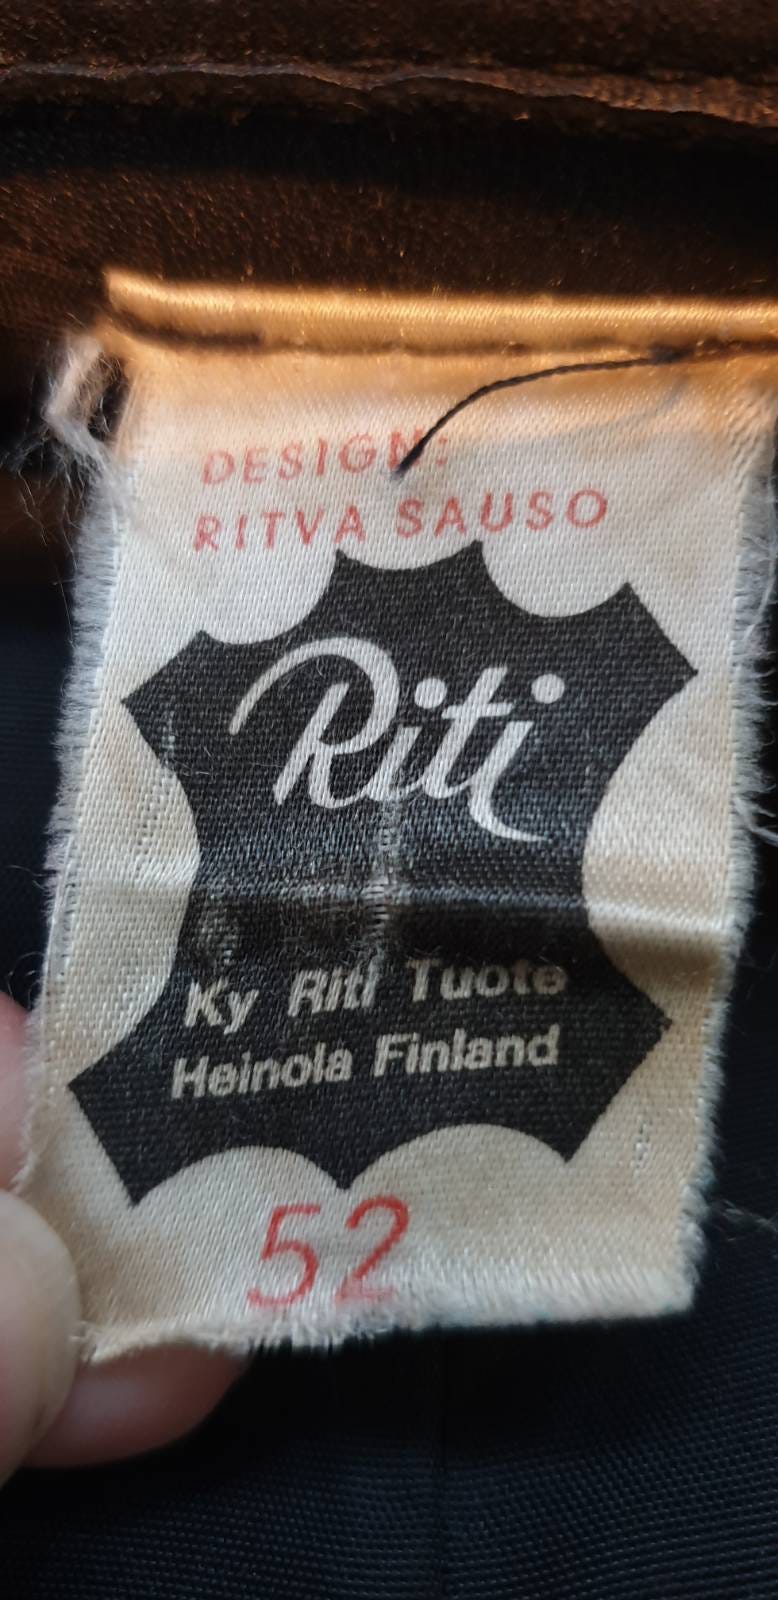 DESIGN:
RITVA SAUSO
Riti
Ky Riti Tuote
Heinola Finland
52